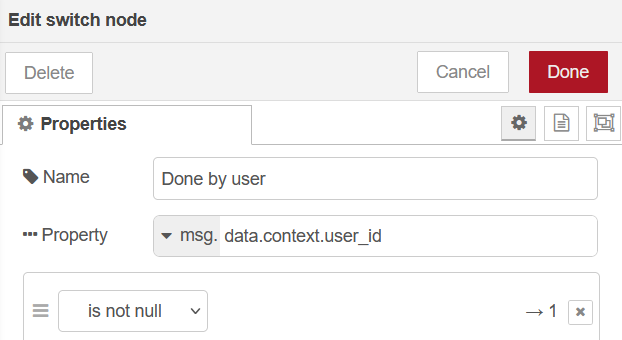 Edit switch node
Delete
Cancel
Done
Properties
Name
Done by user
Property
msg. data.context.user_id
is not null
→ 1